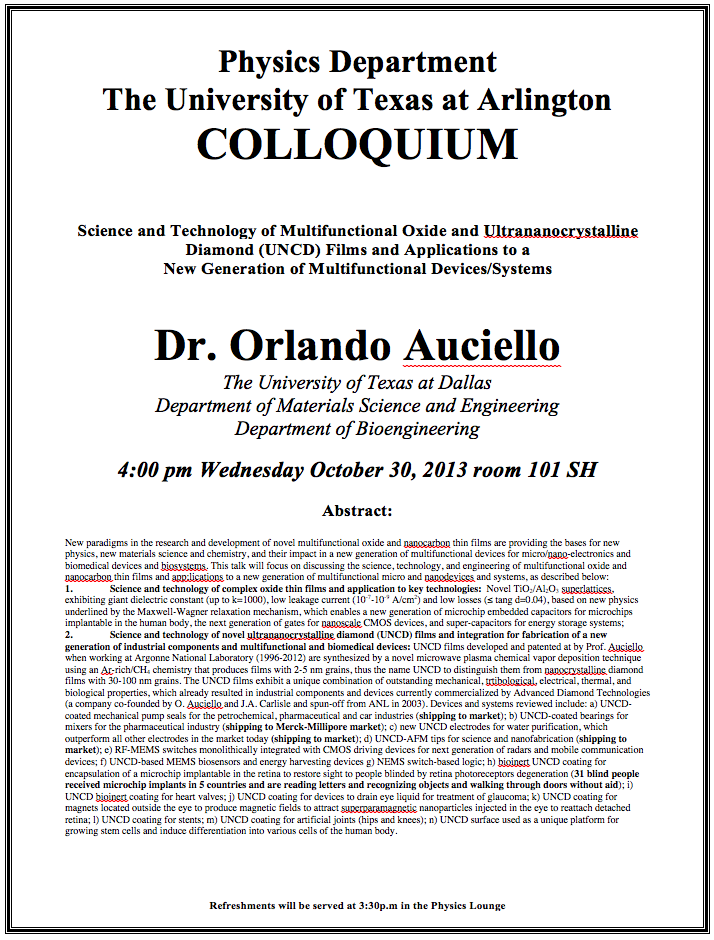 Physics Department
The University of Texas at Arlington
COLLOQUIUM
Science and Technology of Multifunctional Oxide and Ultrananocrystalline
Diamond (UNCD) Films and Applications to a
New Generation of Multifunctional Devices/Systems
Dr. Orlando Auciello
The University of Texas at Dallas
Department of Materials Science and Engineering
Department of Bioengineering
4:00 pm Wednesday October 30, 2013 room 101 SH
Abstract:
New paradigms in the research and development of novel multifunctional oxide and nanocarbon thin films are providing the bases for new
physics, new materials science and chemistry, and their impact in a new generation of multifunctional devices for micro/nano-electronics and
biomedical devices and biosystems. This talk will focus on discussing the science, technology, and engineering of multifunctional oxide and
nanocarbon thin films and app;lications to a new generation of multifunctional micro and nanodevices and systems, as described below:
1. Science and technology of complex oxide thin films and application to key technologies: Novel TiO₂/Al₂O₃ superlattices,
exhibiting giant dielectric constant (up to k=1000), low leakage current (10⁻⁷-10⁻⁹ A/cm²) and low losses (≤ tang d=0.04), based on new physics
underlined by the Maxwell-Wagner relaxation mechanism, which enables a new generation of microchip embedded capacitors for microchips
implantable in the human body, the next generation of gates for nanoscale CMOS devices, and super-capacitors for energy storage systems;
2. Science and technology of novel ultrananocrystalline diamond (UNCD) films and integration for fabrication of a new
generation of industrial components and multifunctional and biomedical devices: UNCD films developed and patented at by Prof. Auciello
when working at Argonne National Laboratory (1996-2012) are synthesized by a novel microwave plasma chemical vapor deposition technique
using an Ar-rich/CH₄ chemistry that produces films with 2-5 nm grains, thus the name UNCD to distinguish them from nanocrystalline diamond
films with 30-100 nm grains. The UNCD films exhibit a unique combination of outstanding mechanical, trtibological, electrical, thermal, and
biological properties, which already resulted in industrial components and devices currently commercialized by Advanced Diamond Technologies
(a company co-founded by O. Auciello and J.A. Carlisle and spun-off from ANL in 2003). Devices and systems reviewed include: a) UNCD-
coated mechanical pump seals for the petrochemical, pharmaceutical and car industries (shipping to market); b) UNCD-coated bearings for
mixers for the pharmaceutical industry (shipping to Merck-Millipore market); c) new UNCD electrodes for water purification, which
outperform all other electrodes in the market today (shipping to market); d) UNCD-AFM tips for science and nanofabrication (shipping to
market); e) RF-MEMS switches monolithically integrated with CMOS driving devices for next generation of radars and mobile communication
devices; f) UNCD-based MEMS biosensors and energy harvesting devices g) NEMS switch-based logic; h) bioinert UNCD coating for
encapsulation of a microchip implantable in the retina to restore sight to people blinded by retina photoreceptors degeneration (31 blind people
received microchip implants in 5 countries and are reading letters and recognizing objects and walking through doors without aid); i)
UNCD bioinert coating for heart valves; j) UNCD coating for devices to drain eye liquid for treatment of glaucoma; k) UNCD coating for
magnets located outside the eye to produce magnetic fields to attract superparamagnetic nanoparticles injected in the eye to reattach detached
retina; l) UNCD coating for stents; m) UNCD coating for artificial joints (hips and knees); n) UNCD surface used as a unique platform for
growing stem cells and induce differentiation into various cells of the human body.
Refreshments will be served at 3:30p.m in the Physics Lounge